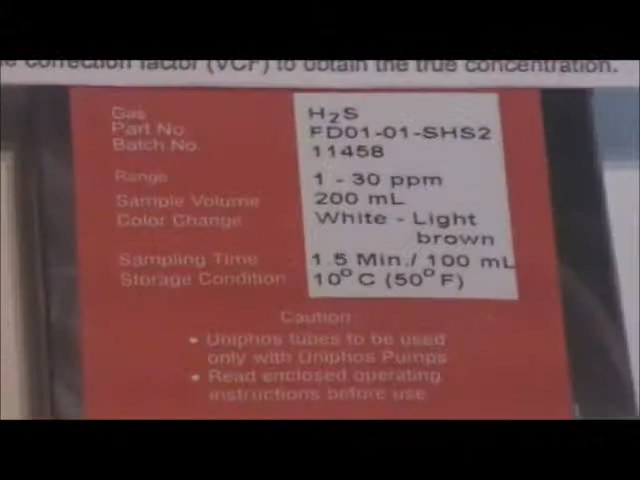 correction factor (VCF) to obtain the true concentration.
Gas H2S
Part No. FD01-01-SHS2
Batch No. 11458
Range 1 - 30 ppm
Sample Volume 200 mL
Color Change White - Light brown
Sampling Time 1.5 Min./ 100 mL
Storage Condition 10°C (50°F)
Caution
• Uniphos tubes to be used
only with Uniphos Pumps
• Read enclosed operating
instructions before use